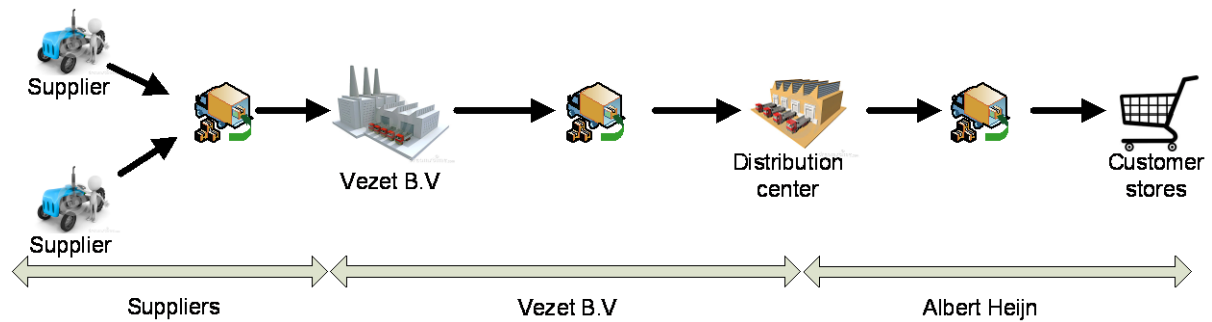 Supplier
Vezet B.V
Distribution
center
Customer
stores
Supplier
Suppliers
Vezet B.V
Albert Heijn